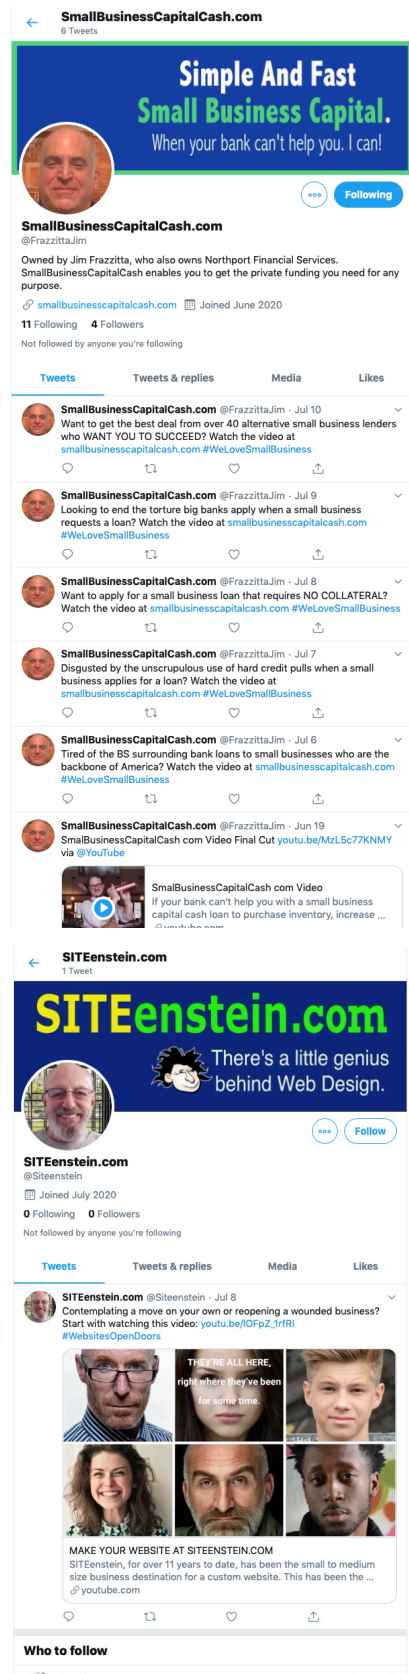 SmallBusinessCapitalCash.com
6 Tweets
Simple And Fast
Small Business Capital.
When your bank can't help you. I can!
Following
SmallBusinessCapitalCash.com
@FrazzittaJim
Owned by Jim Frazzitta, who also owns Northport Financial Services.
SmallBusinessCapitalCash enables you to get the private funding you need for any
purpose.
smallbusinesscapitalcash.com Joined June 2020
11 Following 4 Followers
Not followed by anyone you're following
Tweets Tweets & replies Media Likes
SmallBusinessCapitalCash.com @FrazzittaJim · Jul 10
Want to get the best deal from over 40 alternative small business lenders
who WANT YOU TO SUCCEED? Watch the video at
smallbusinesscapitalcash.com #WeLoveSmallBusiness
SmallBusinessCapitalCash.com @FrazzittaJim · Jul 9
Looking to end the torture big banks apply when a small business
requests a loan? Watch the video at smallbusinesscapitalcash.com
#WeLoveSmallBusiness
SmallBusinessCapitalCash.com @FrazzittaJim · Jul 8
Want to apply for a small business loan that requires NO COLLATERAL?
Watch the video at smallbusinesscapitalcash.com #WeLoveSmallBusiness
SmallBusinessCapitalCash.com @FrazzittaJim · Jul 7
Disgusted by the unscrupulous use of hard credit pulls when a small
business applies for a loan? Watch the video at
smallbusinesscapitalcash.com #WeLoveSmallBusiness
SmallBusinessCapitalCash.com @FrazzittaJim · Jul 6
Tired of the BS surrounding bank loans to small businesses who are the
backbone of America? Watch the video at smallbusinesscapitalcash.com
#WeLoveSmallBusiness
SmallBusinessCapitalCash.com @FrazzittaJim · Jun 19
SmalBusinessCapitalCash com Video Final Cut youtu.be/MzL5c77KNMY
via @YouTube
SmalBusinessCapitalCash com Video
If your bank can't help you with a small business
capital cash loan to purchase inventory, increase ...
youtube.com
SITEenstein.com
1 Tweet
SITEenstein.com
There's a little genius
behind Web Design.
Follow
SITEenstein.com
@Siteenstein
Joined July 2020
0 Following 0 Followers
Not followed by anyone you're following
Tweets Tweets & replies Media Likes
SITEenstein.com @Siteenstein · Jul 8
Contemplating a move on your own or reopening a wounded business?
Start with watching this video: youtu.be/lOFpZ_1rfRI
#WebsitesOpenDoors
THEY'RE ALL HERE,
right where they've been
for some time.
MAKE YOUR WEBSITE AT SITEENSTEIN.COM
SITEenstein, for over 11 years to date, has been the small to medium
size business destination for a custom website. This has been the ...
youtube.com
Who to follow